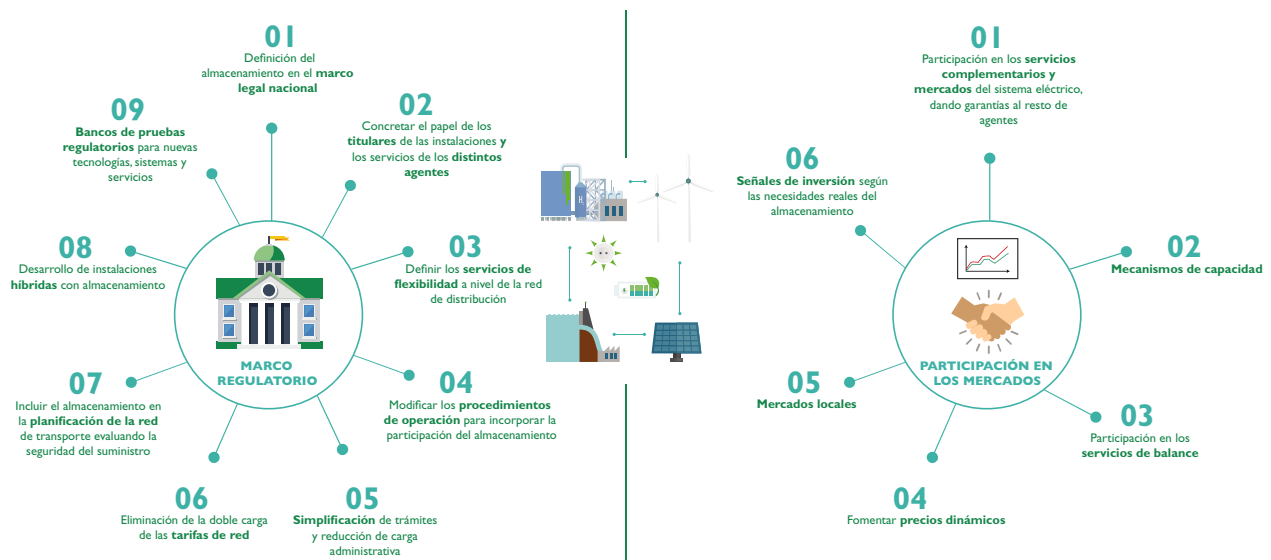 01
Definición del
almacenamiento en el marco
legal nacional
02
Concretar el papel de los
titulares de las instalaciones y
los servicios de los distintos
agentes
03
Definir los servicios de
flexibilidad a nivel de la red
de distribución
04
Modificar los procedimientos
de operación para incorporar la
participación del almacenamiento
05
Simplificación de trámites
y reducción de carga
administrativa
06
Eliminación de la doble carga
de las tarifas de red
07
Incluir el almacenamiento en
la planificación de la red
de transporte evaluando la
seguridad del suministro
08
Desarrollo de instalaciones
híbridas con almacenamiento
09
Bancos de pruebas
regulatorios para nuevas
tecnologías, sistemas y
servicios
MARCO
REGULATORIO
H₂
01
Participación en los servicios
complementarios y
mercados del sistema eléctrico,
dando garantías al resto de
agentes
02
Mecanismos de capacidad
03
Participación en los
servicios de balance
04
Fomentar precios dinámicos
05
Mercados locales
06
Señales de inversión según
las necesidades reales del
almacenamiento
PARTICIPACIÓN EN
LOS MERCADOS